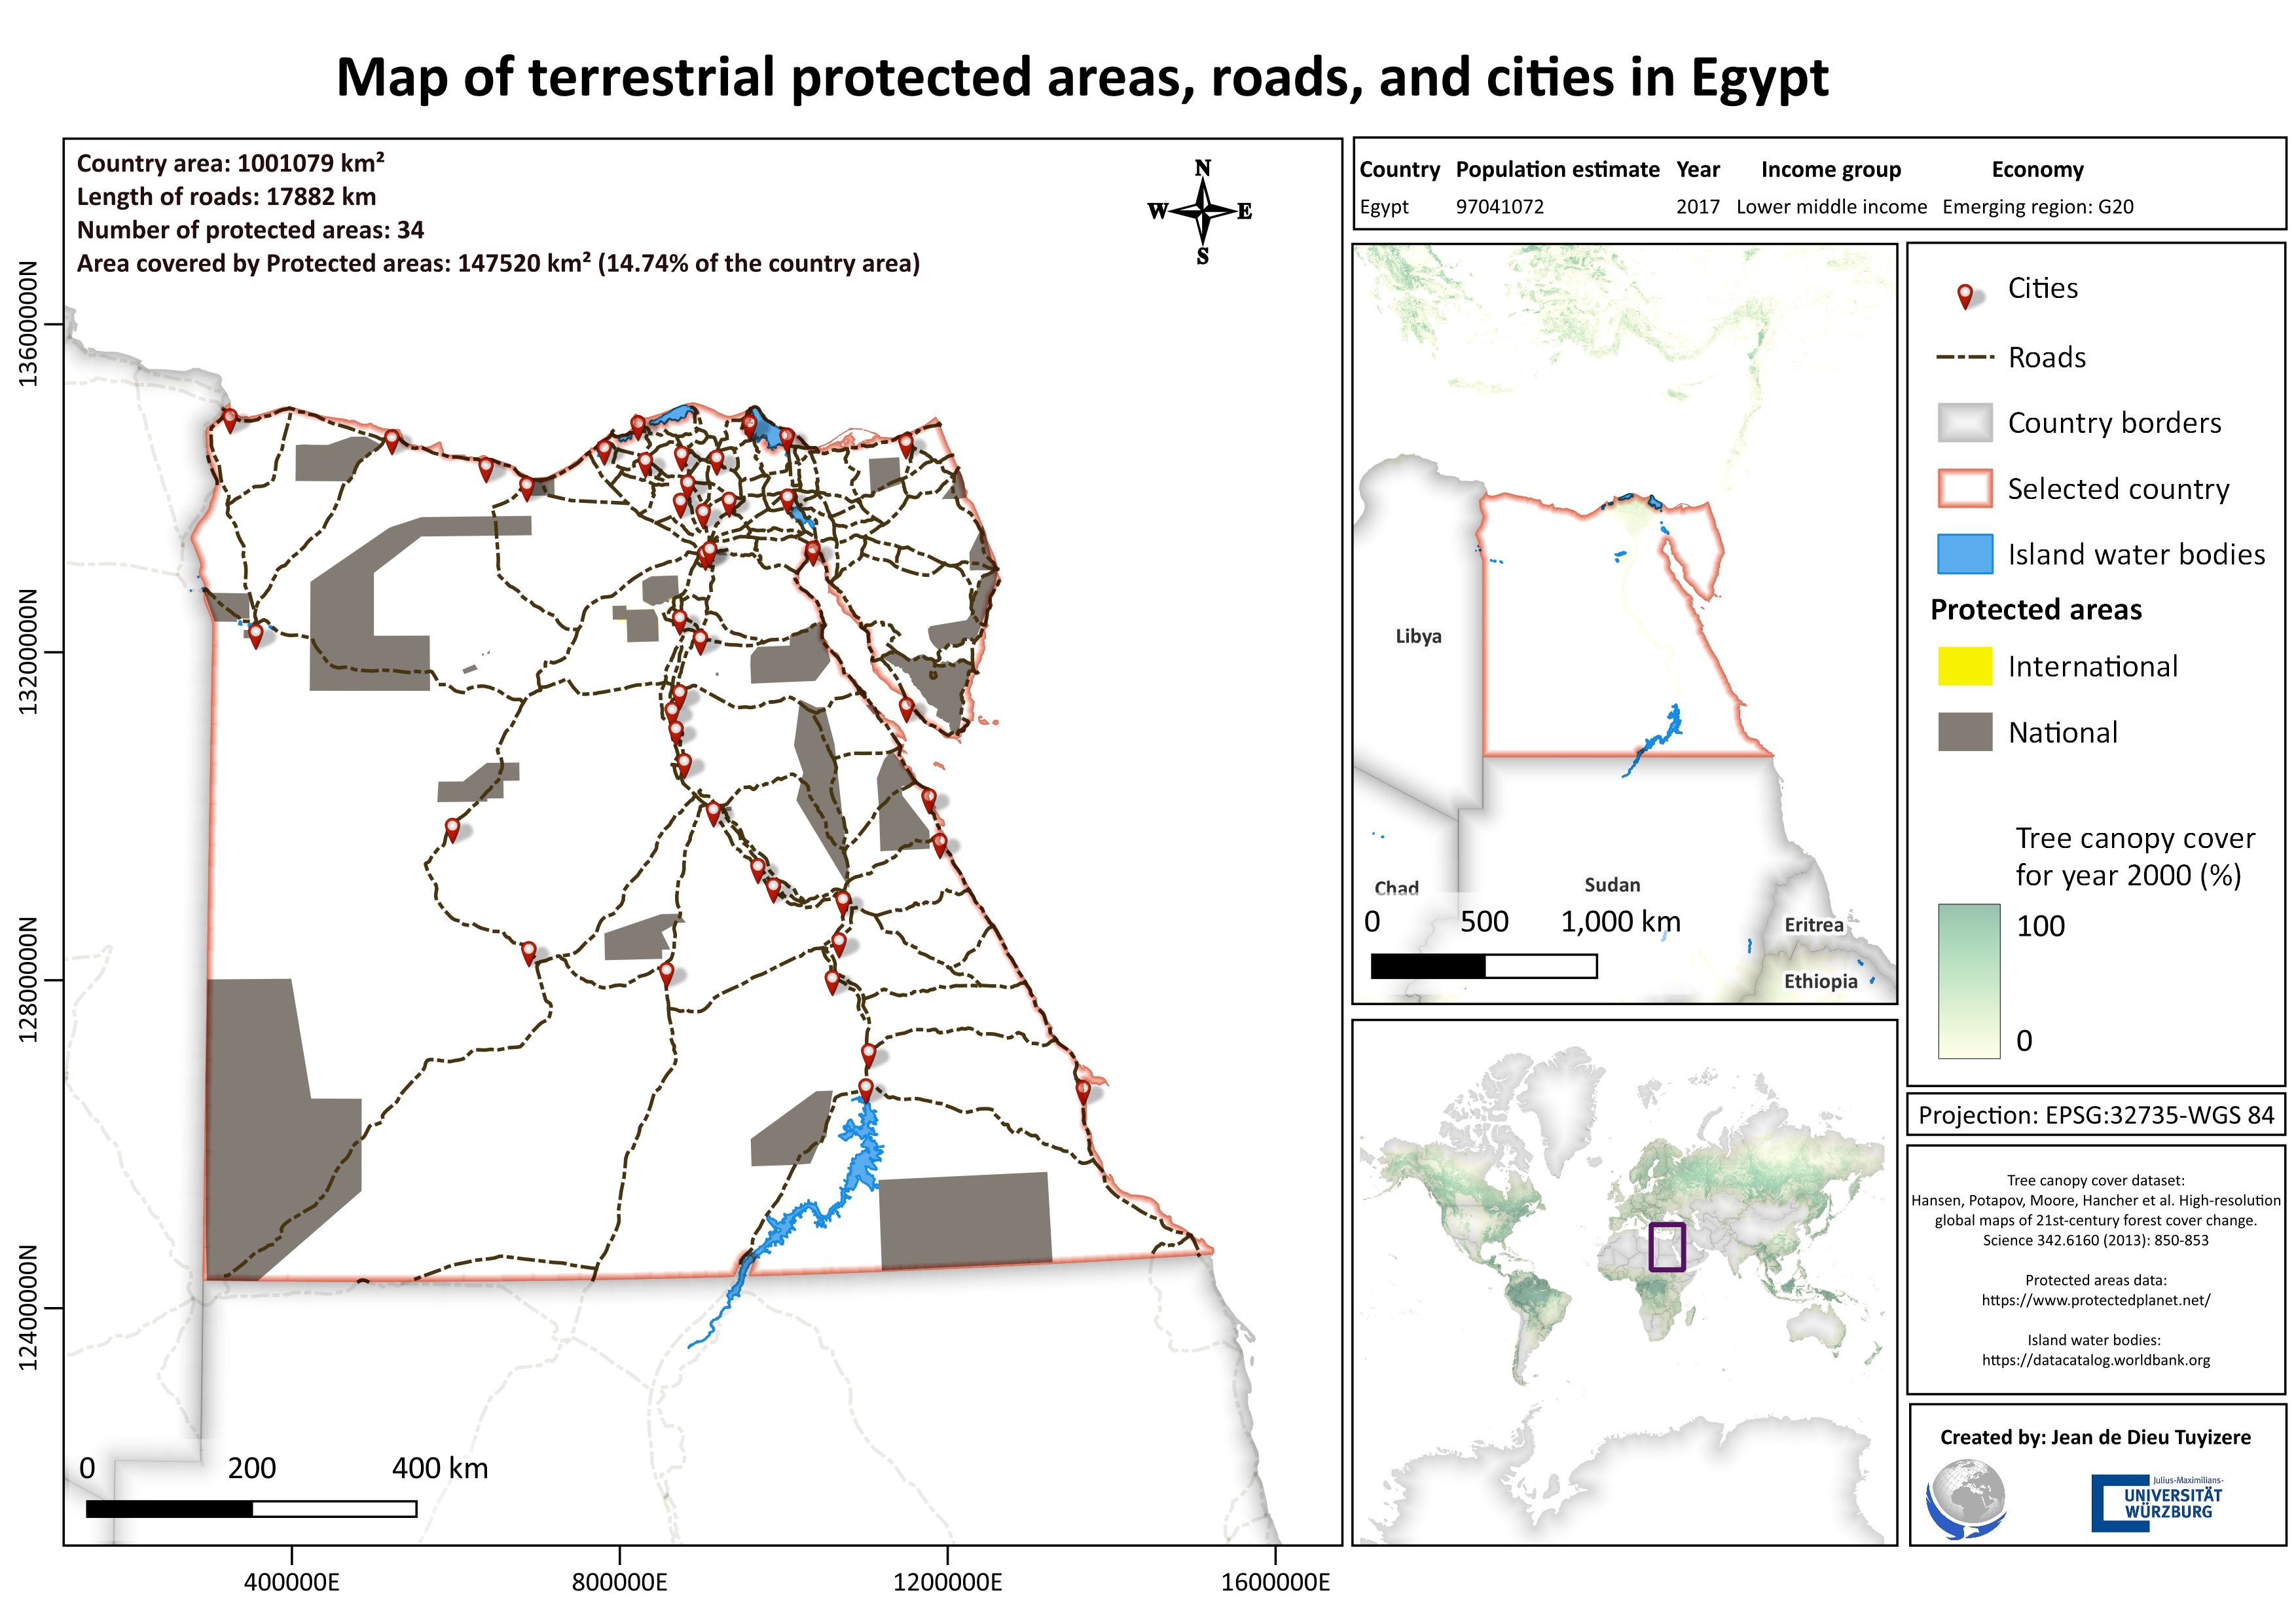 Map of terrestrial protected areas, roads, and cities in Egypt
Country area: 1001079 km²
Length of roads: 17882 km
Number of protected areas: 34
Area covered by Protected areas: 147520 km² (14.74% of the country area)
N
W E
S
13600000N
13200000N
12800000N
12400000N
400000E 800000E 1200000E 1600000E
0 200 400 km
Country Population estimate Year Income group Economy
Egypt 97041072 2017 Lower middle income Emerging region: G20
Libya
Chad
Sudan
Eritrea
Ethiopia
0 500 1,000 km
Cities
Roads
Country borders
Selected country
Island water bodies
Protected areas
International
National
Tree canopy cover
for year 2000 (%)
100
0
Projection: EPSG:32735-WGS 84
Tree canopy cover dataset:
Hansen, Potapov, Moore, Hancher et al. High-resolution
global maps of 21st-century forest cover change.
Science 342.6160 (2013): 850-853
Protected areas data:
https://www.protectedplanet.net/
Island water bodies:
https://datacatalog.worldbank.org
Created by: Jean de Dieu Tuyizere
Julius-Maximilians-
UNIVERSITÄT
WÜRZBURG